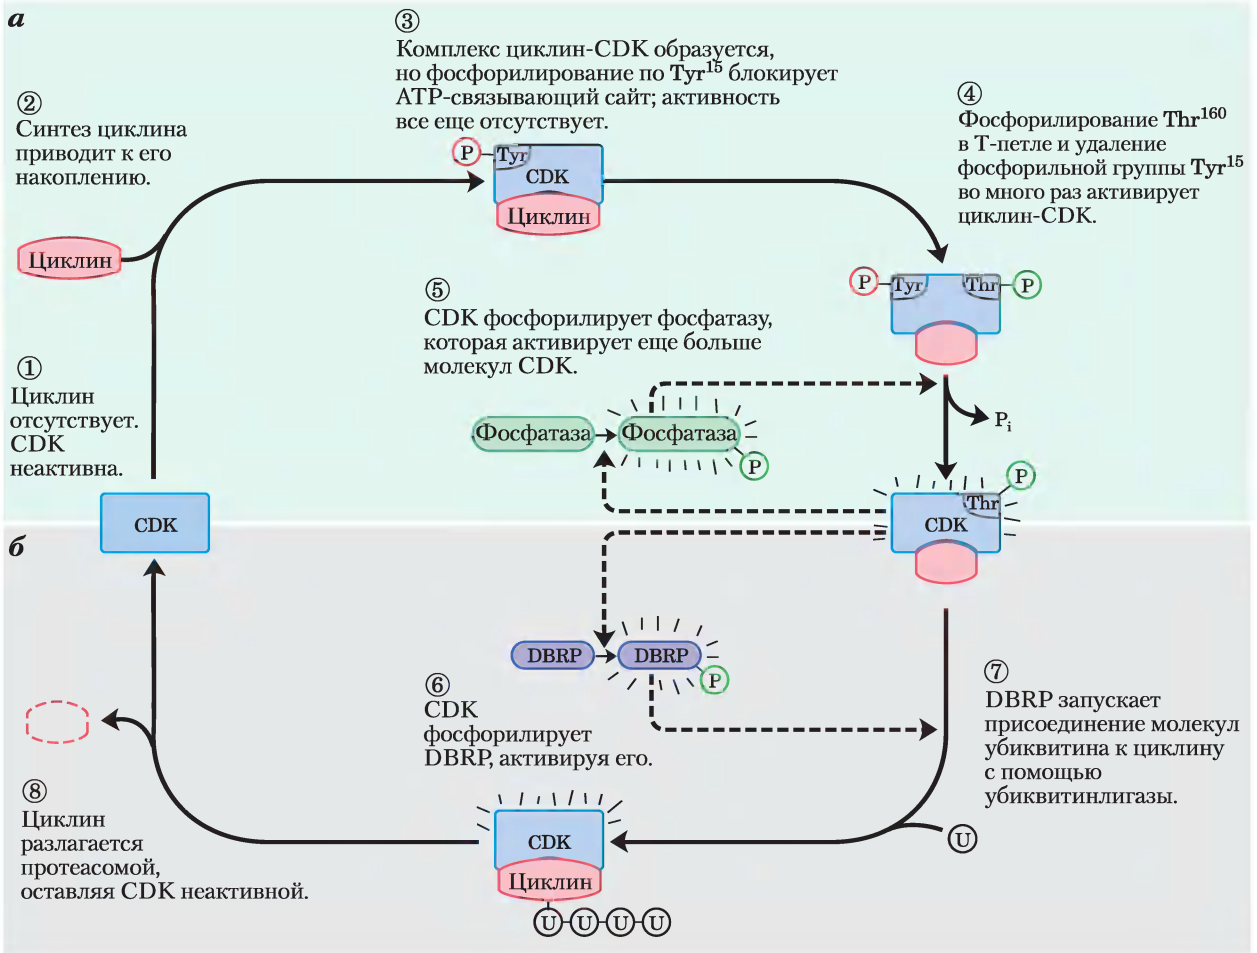 а
③
Комплекс циклин-CDK образуется,
но фосфорилирование по Tyr¹⁵ блокирует
АТР-связывающий сайт; активность
все еще отсутствует.
②
Синтез циклина
приводит к его
накоплению.
④
Фосфорилирование Thr¹⁶⁰
в Т-петле и удаление
фосфорильной группы Tyr¹⁵
во много раз активирует
циклин-CDK.
P
Tyr
CDK
Циклин
Циклин
P
Tyr
Thr
P
⑤
CDK фосфорилирует фосфатазу,
которая активирует еще больше
молекул CDK.
①
Циклин
отсутствует.
CDK
неактивна.
Фосфатаза
Фосфатаза
P
Pi
P
Thr
CDK
CDK
б
DBRP
DBRP
P
⑥
CDK
фосфорилирует
DBRP, активируя его.
⑦
DBRP запускает
присоединение молекул
убиквитина к циклину
с помощью
убиквитинлигазы.
⑧
Циклин
разлагается
протеасомой,
оставляя CDK неактивной.
CDK
Циклин
U
U
U
U
U